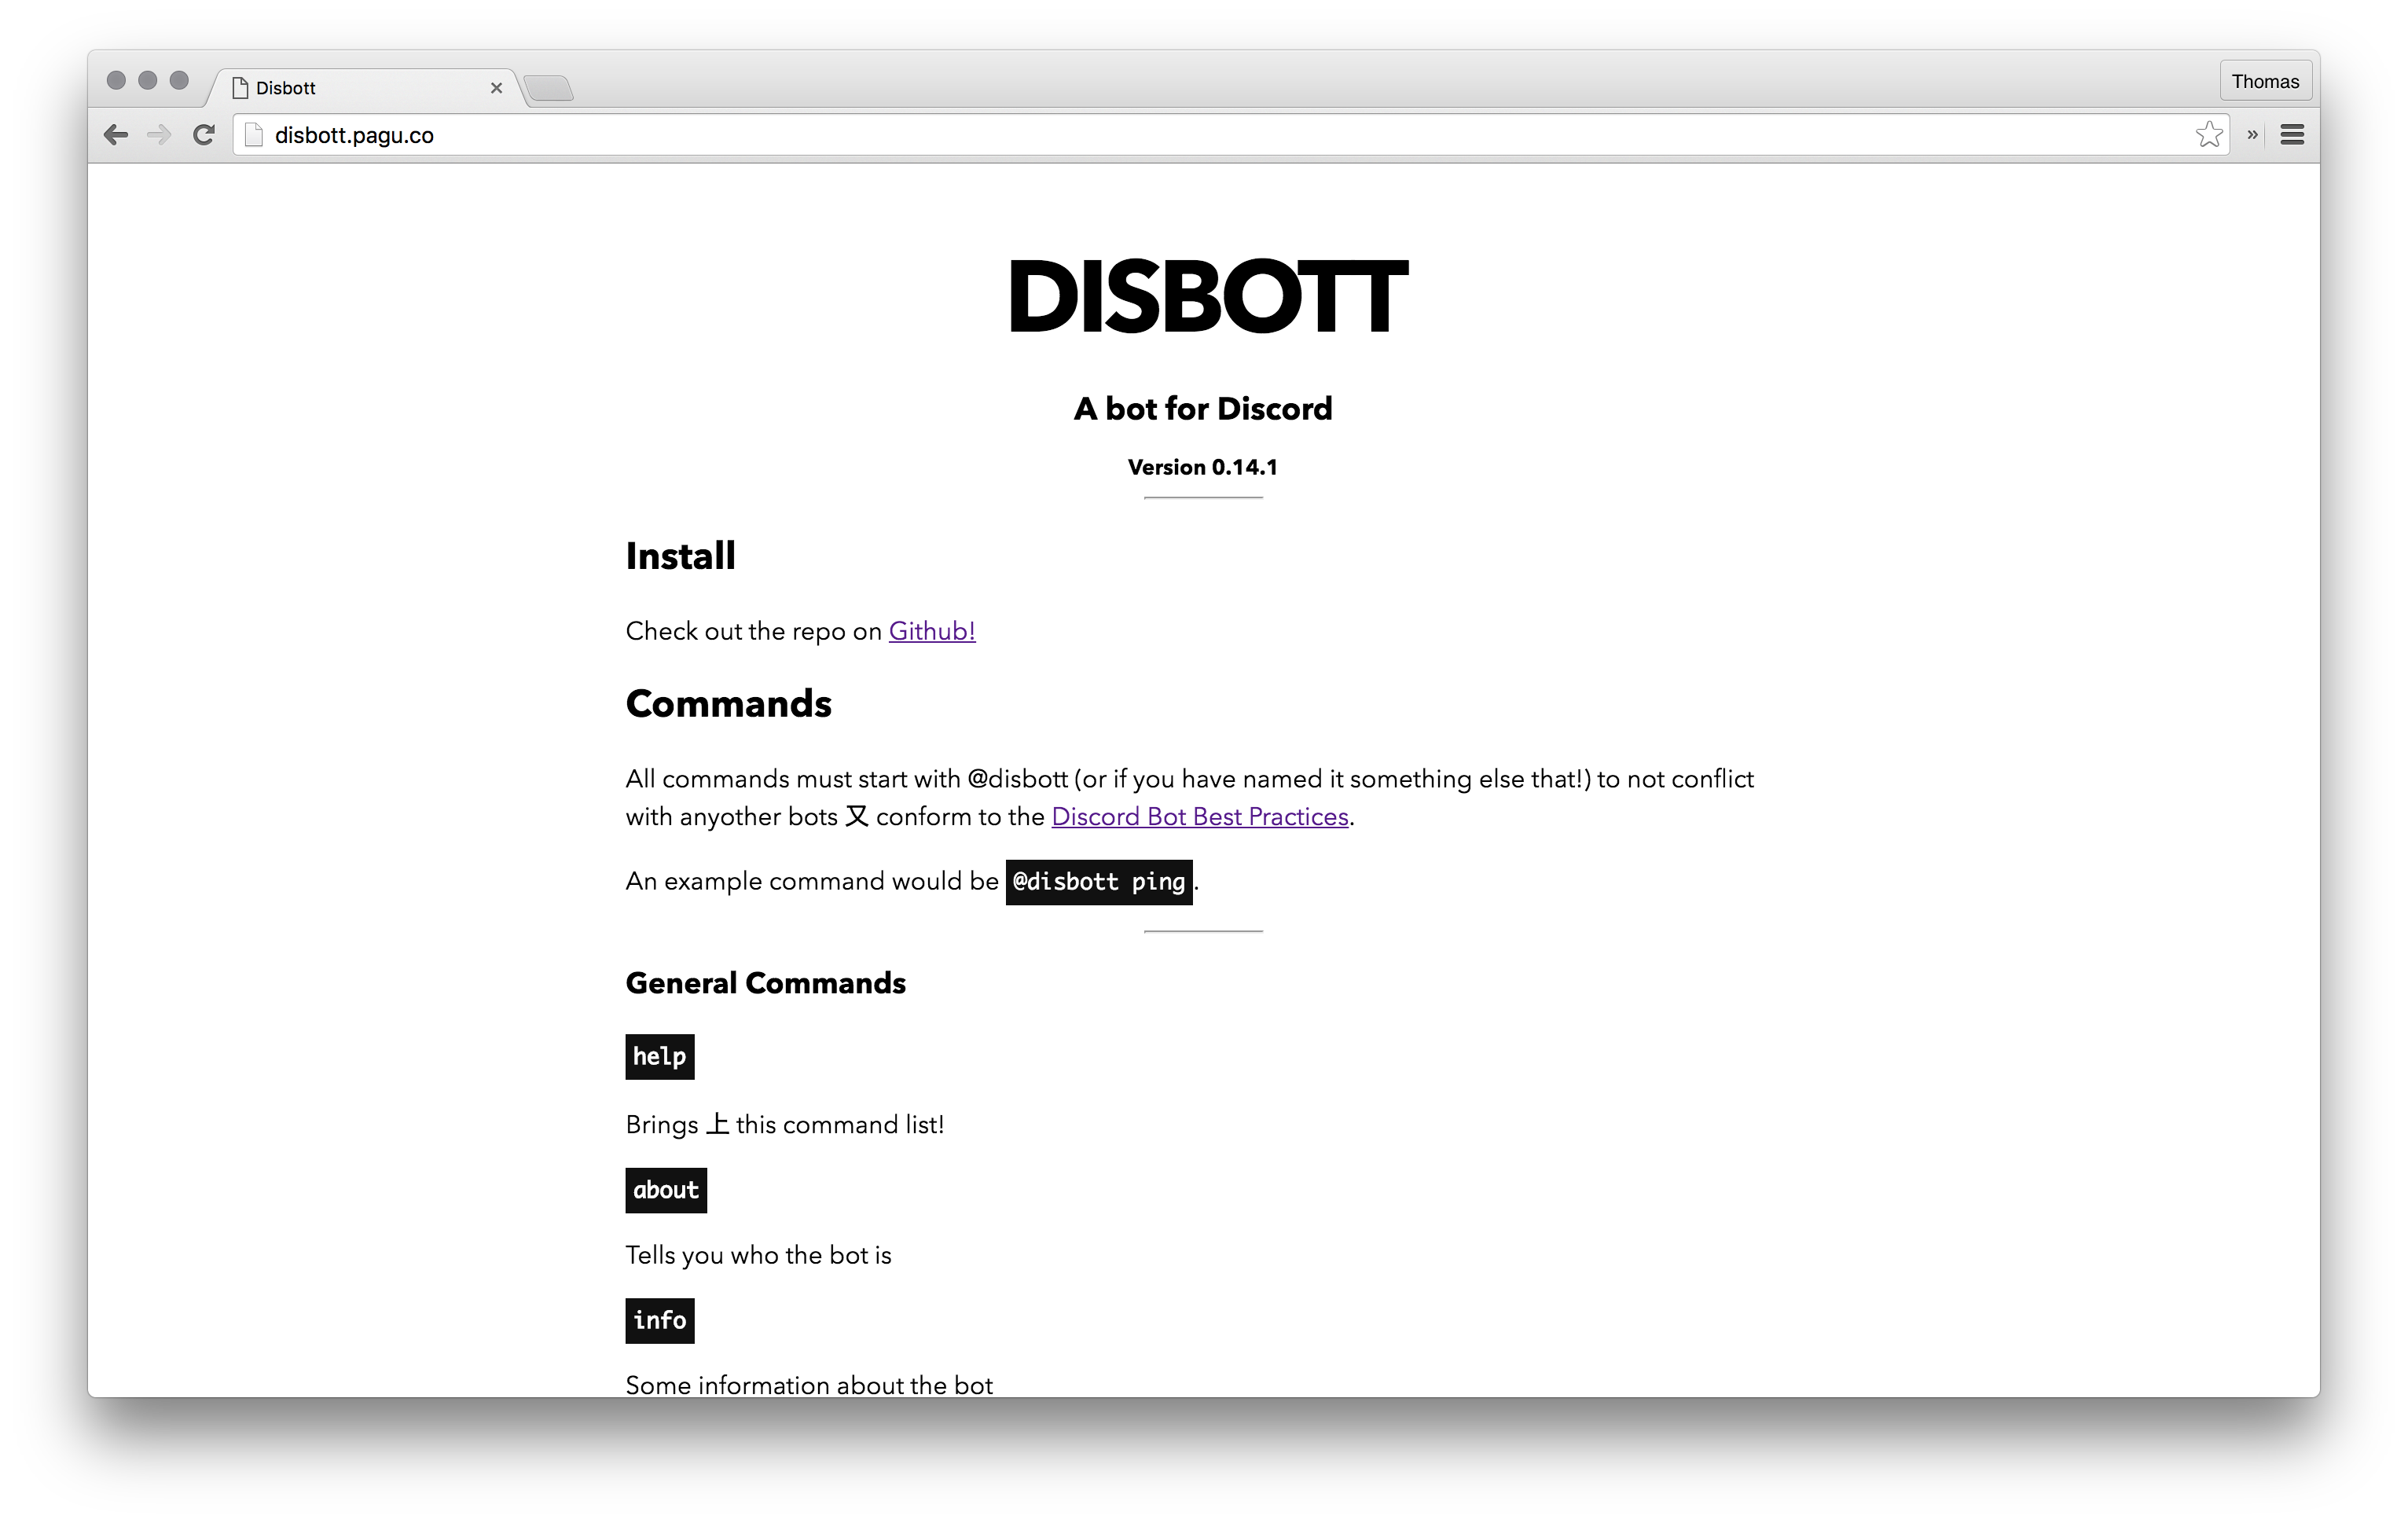 Disbott
Thomas
disbott.pagu.co
DISBOTT
A bot for Discord
Version 0.14.1
Install
Check out the repo on Github!
Commands
All commands must start with @disbott (or if you have named it something else that!) to not conflict
with anyother bots 又 conform to the Discord Bot Best Practices.
An example command would be @disbott ping.
General Commands
help
Brings 上 this command list!
about
Tells you who the bot is
info
Some information about the bot